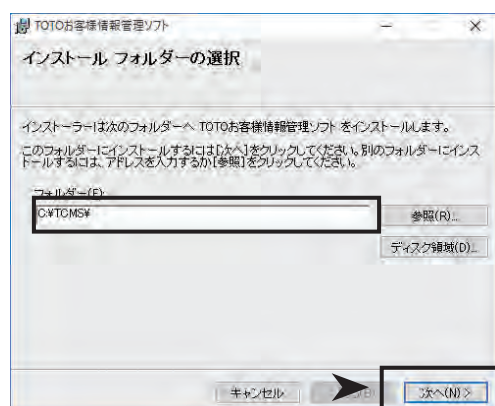 TOTOお客様情報管理ソフト
インストール フォルダーの選択
インストーラーは次のフォルダーへ TOTOお客様情報管理ソフト をインストールします。
このフォルダーにインストールするには[次へ]をクリックしてください。別のフォルダーにインス
トールするには、アドレスを入力するか[参照]をクリックしてください。
フォルダー(F):
C:¥TCMS¥
参照(R)...
ディスク領域(D)...
キャンセル
次へ(N) >